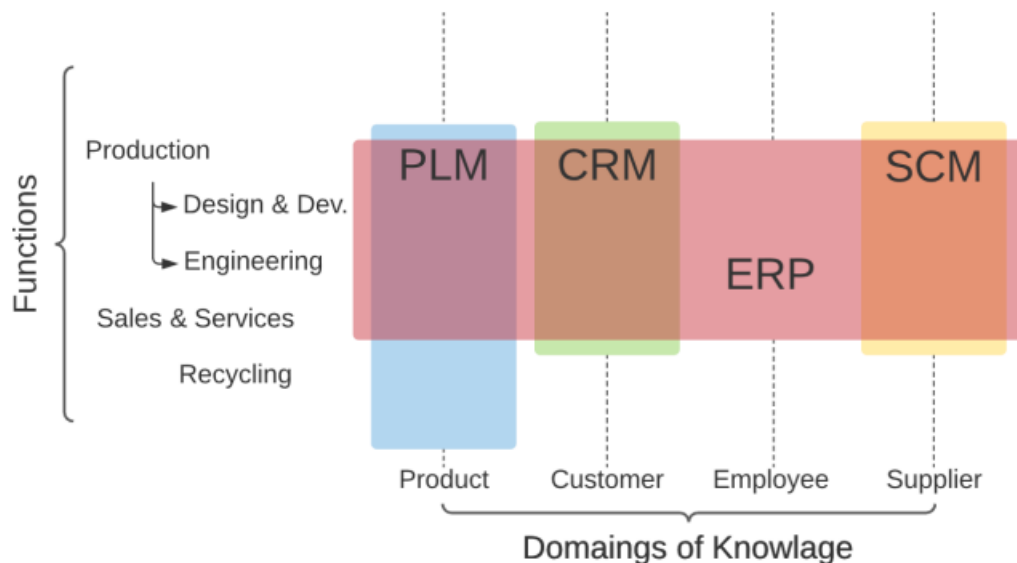 Functions
Production
Design & Dev.
Engineering
Sales & Services
Recycling
PLM
CRM
SCM
ERP
Product
Customer
Employee
Supplier
Domaings of Knowlage